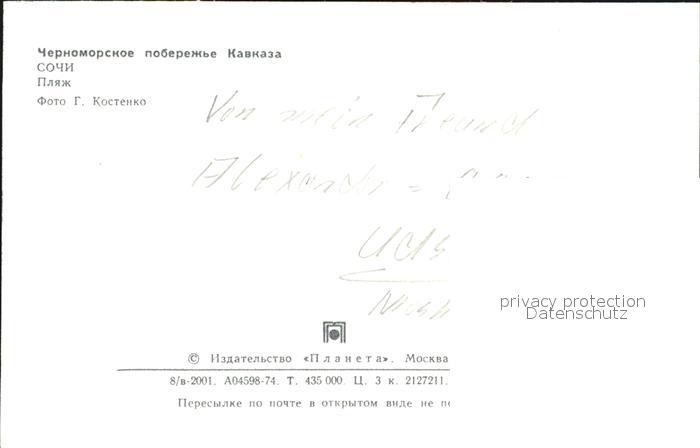 Черноморское побережье Кавказа
СОЧИ
Пляж
Фото Г. Костенко
Von mein Freund
Alexander =
privacy protection
Datenschutz
© Издательство «Планета». Москва
8/в-2001. А04598-74. Т. 435 000. Ц. 3 к. 2127211.
Пересылке по почте в открытом виде не по